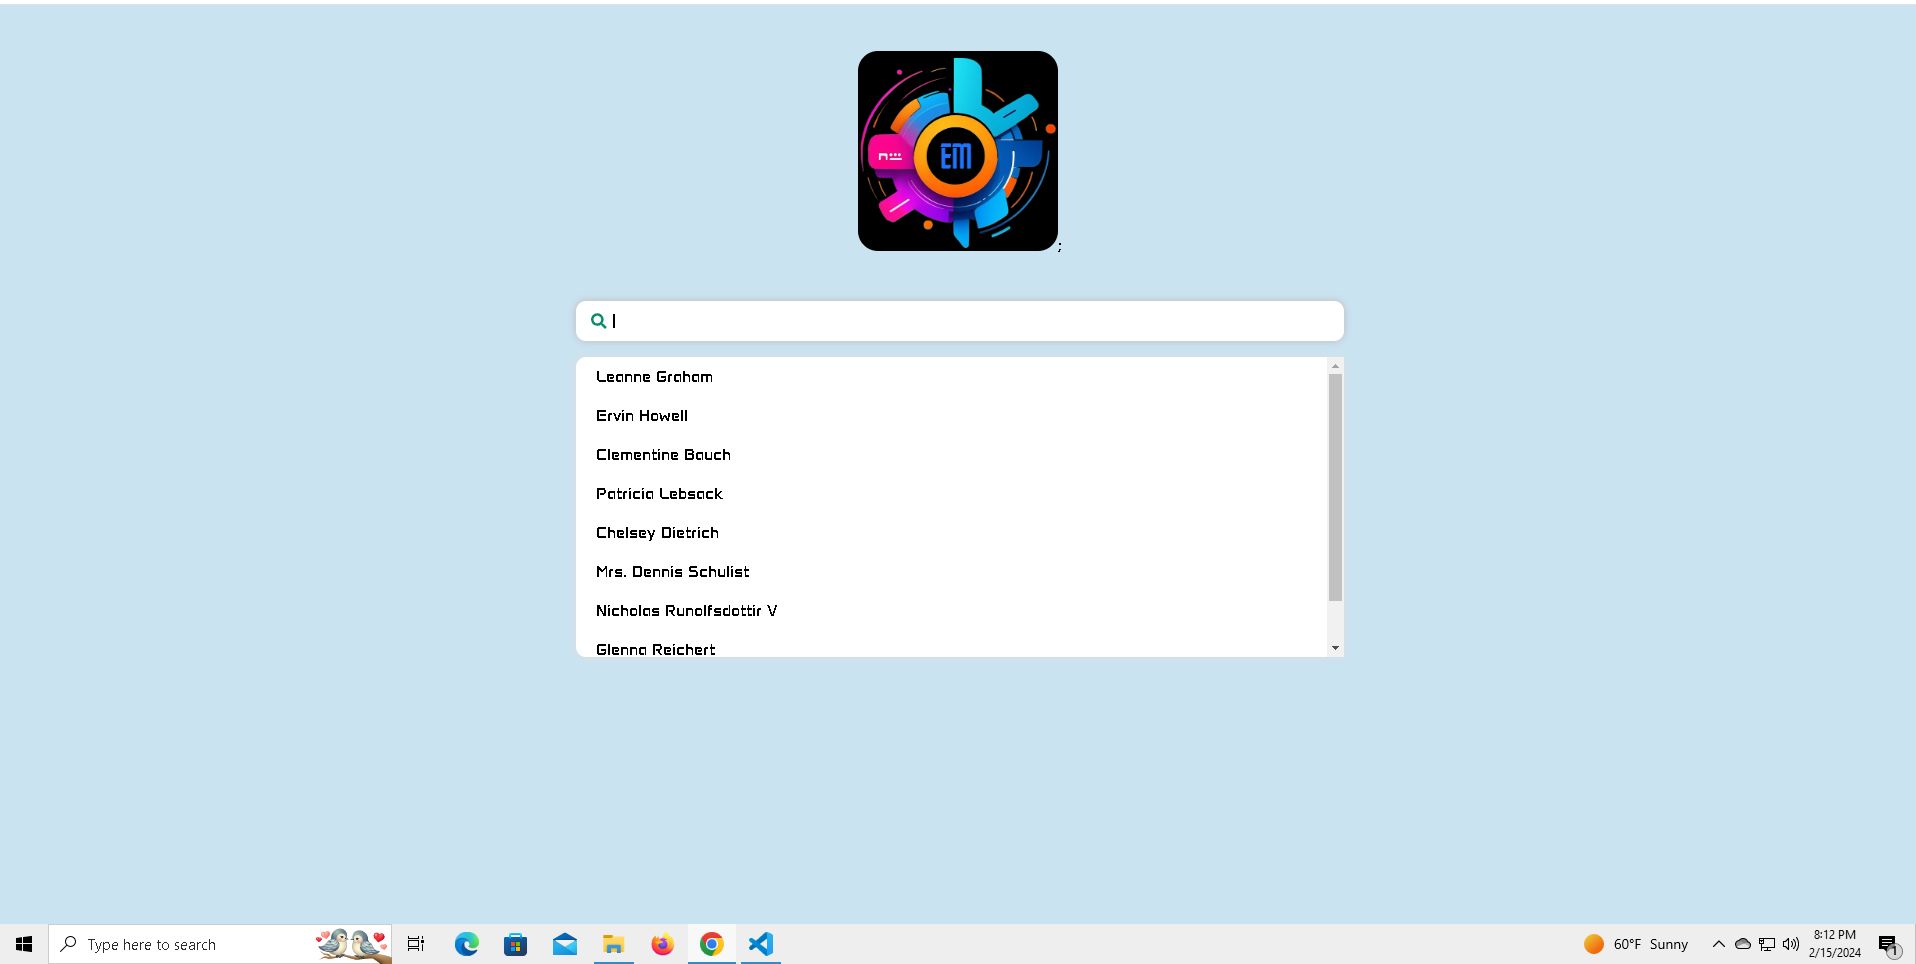 EM
;
Leanne Graham
Ervin Howell
Clementine Bauch
Patricia Lebsack
Chelsey Dietrich
Mrs. Dennis Schulist
Nicholas Runolfsdottir V
Glenna Reichert
Type here to search
60°F Sunny
8:12 PM
2/15/2024
1